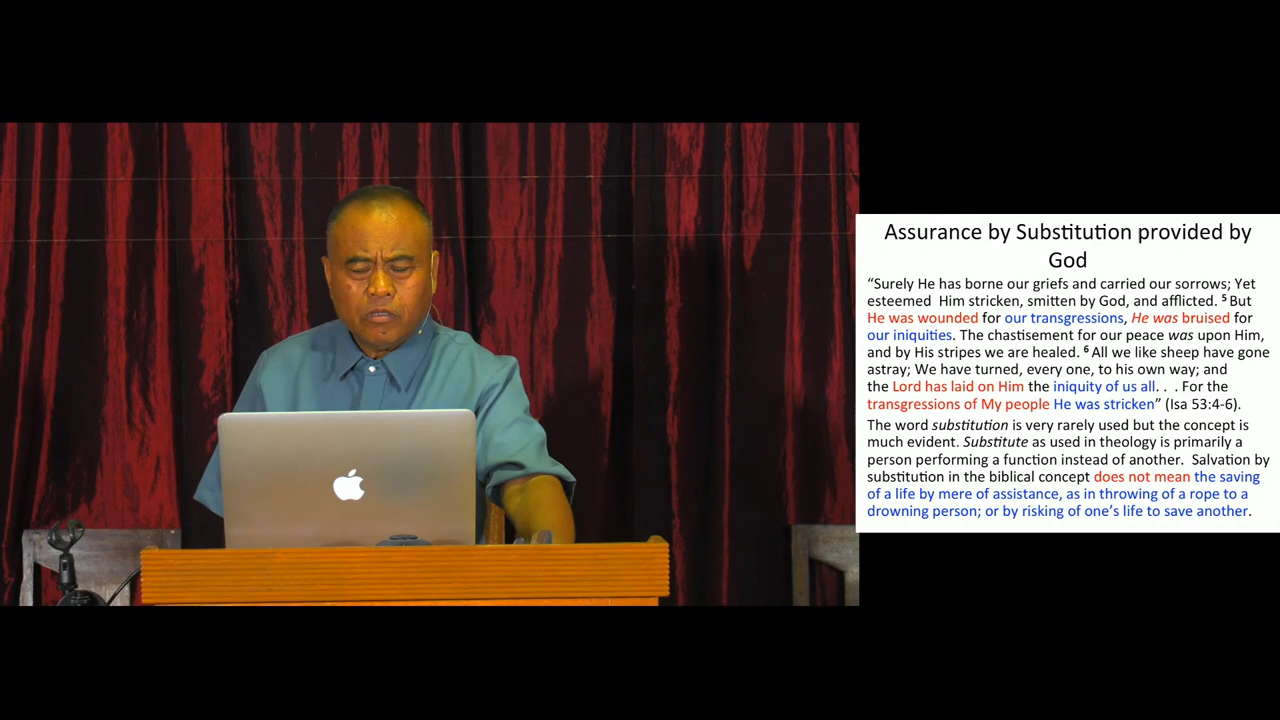 Assurance by Substitution provided by
God
“Surely He has borne our griefs and carried our sorrows; Yet
esteemed Him stricken, smitten by God, and afflicted. 5 But
He was wounded for our transgressions, He was bruised for
our iniquities. The chastisement for our peace was upon Him,
and by His stripes we are healed. 6 All we like sheep have gone
astray; We have turned, every one, to his own way; and
the Lord has laid on Him the iniquity of us all. . . For the
transgressions of My people He was stricken” (Isa 53:4-6).
The word substitution is very rarely used but the concept is
much evident. Substitute as used in theology is primarily a
person performing a function instead of another. Salvation by
substitution in the biblical concept does not mean the saving
of a life by mere of assistance, as in throwing of a rope to a
drowning person; or by risking of one’s life to save another.